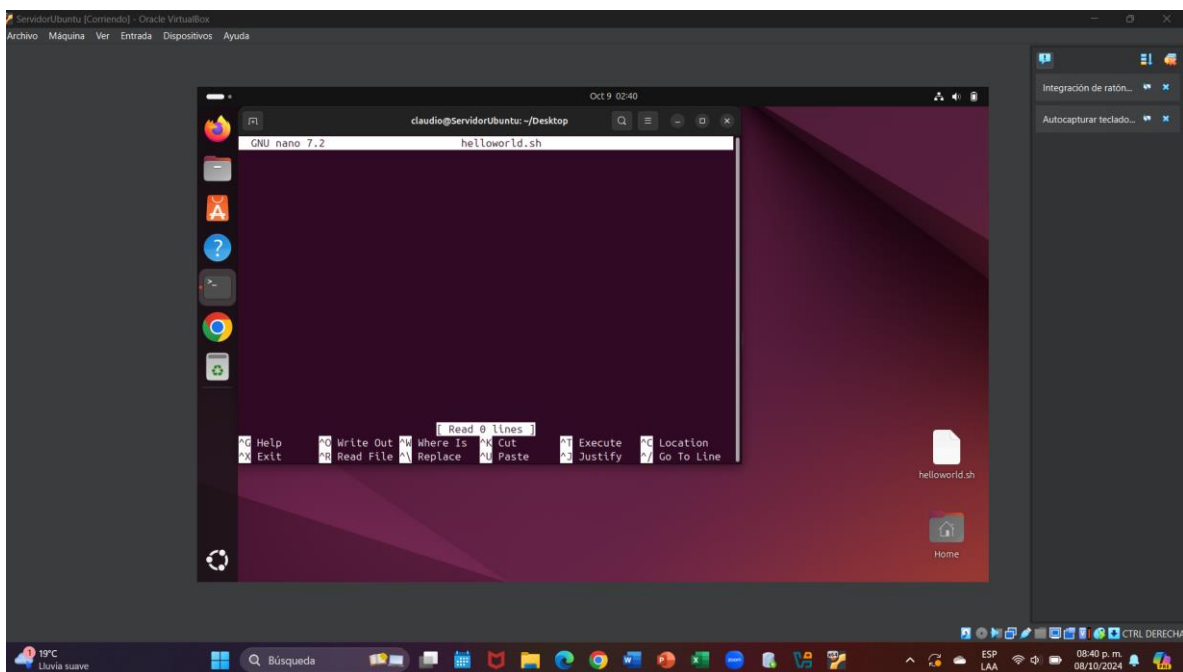 ServidorUbuntu [Corriendo] - Oracle VirtualBox
Archivo Máquina Ver Entrada Dispositivos Ayuda
Integración de ratón...
Autocapturar teclado...
Oct 9 02:40
claudio@ServidorUbuntu: ~/Desktop
GNU nano 7.2 helloworld.sh
[ Read 0 lines ]
^G Help ^O Write Out ^W Where Is ^K Cut ^T Execute ^C Location
^X Exit ^R Read File ^\ Replace ^U Paste ^J Justify ^/ Go To Line
helloworld.sh
Home
CTRL DERECHA
1
19°C
Lluvia suave
Búsqueda
ESP
LAA
08:40 p. m.
08/10/2024